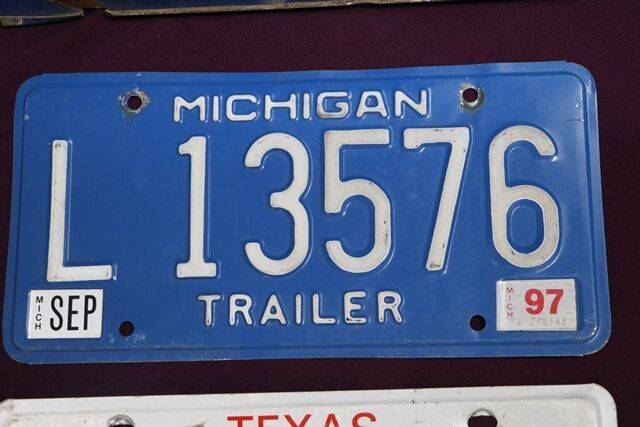 MICHIGAN
L 13576
MICH SEP
TRAILER
MICH 97
TEXAS